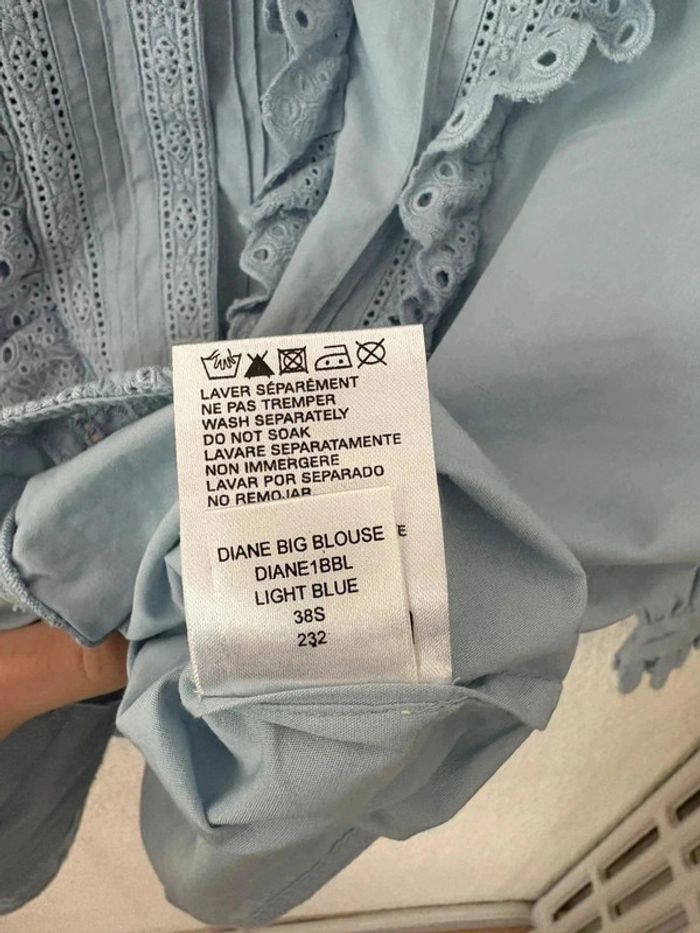 LAVER SÉPARÉMENT
NE PAS TREMPER
WASH SEPARATELY
DO NOT SOAK
LAVARE SEPARATAMENTE
NON IMMERGERE
LAVAR POR SEPARADO
NO REMOJAR
DIANE BIG BLOUSE
DIANE1BBL
LIGHT BLUE
38S
232